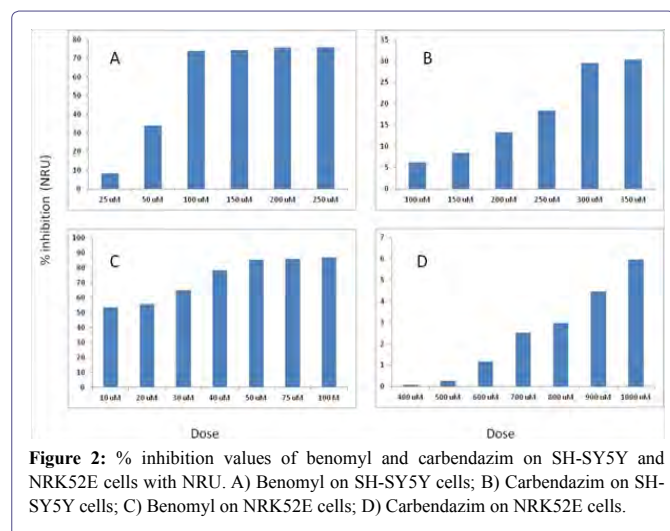 A
80
70
60
50
40
30
20
10
0
25 uM 50 uM 100 uM 150 uM 200 uM 250 uM
B
35
30
25
20
15
10
5
0
100 uM 150 uM 200 uM 250 uM 300 uM 350 uM
% inhibition (NRU)
C
100
90
80
70
60
50
40
30
20
10
0
10 uM 20 uM 30 uM 40 uM 50 uM 75 uM 100 M
D
7
6
5
4
3
2
1
0
400 uM 500 uM 600 uM 700 uM 800 uM 900 uM 1000 uM
Dose Dose
Figure 2: % inhibition values of benomyl and carbendazim on SH-SY5Y and
NRK52E cells with NRU. A) Benomyl on SH-SY5Y cells; B) Carbendazim on SH-
SY5Y cells; C) Benomyl on NRK52E cells; D) Carbendazim on NRK52E cells.